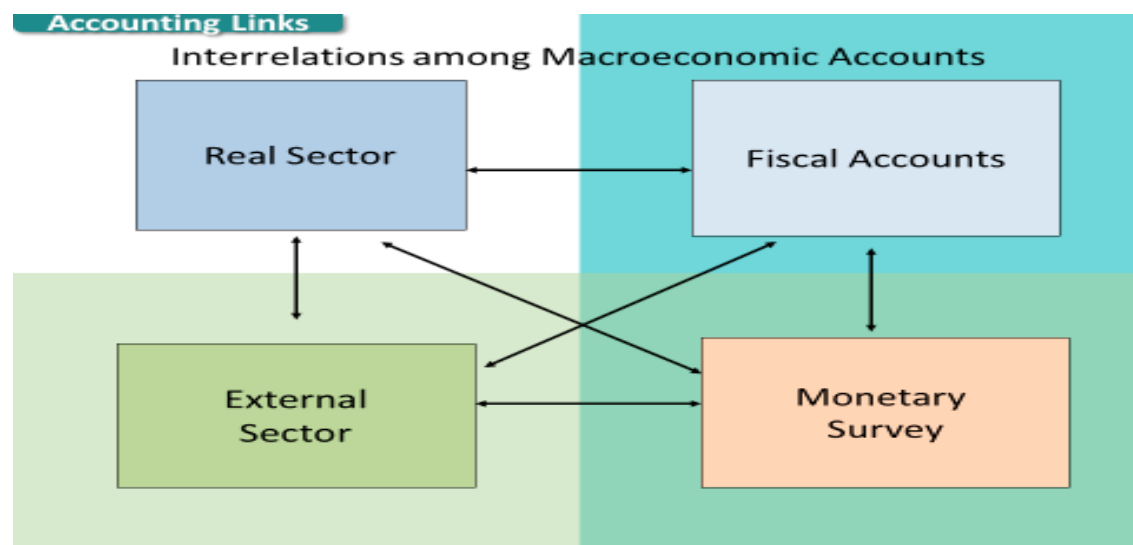 Accounting Links
Interrelations among Macroeconomic Accounts
Real Sector
Fiscal Accounts
External
Sector
Monetary
Survey